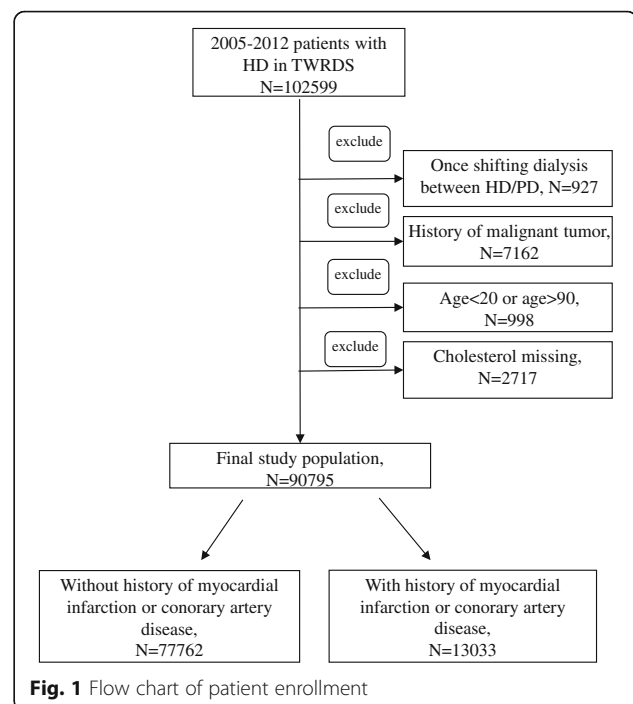 2005-2012 patients with
HD in TWRDS
N=102599
exclude
Once shifting dialysis
between HD/PD, N=927
exclude
History of malignant tumor,
N=7162
exclude
Age<20 or age>90,
N=998
exclude
Cholesterol missing,
N=2717
Final study population,
N=90795
Without history of myocardial
infarction or conorary artery
disease,
N=77762
With history of myocardial
infarction or conorary artery
disease,
N=13033
Fig. 1 Flow chart of patient enrollment